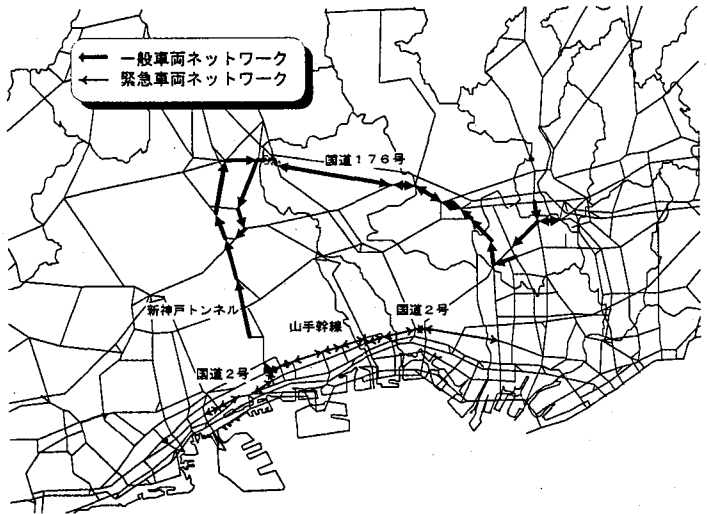 一般車両ネットワーク
緊急車両ネットワーク
国道176号
新神戸トンネル
山手幹線
国道2号
国道2号